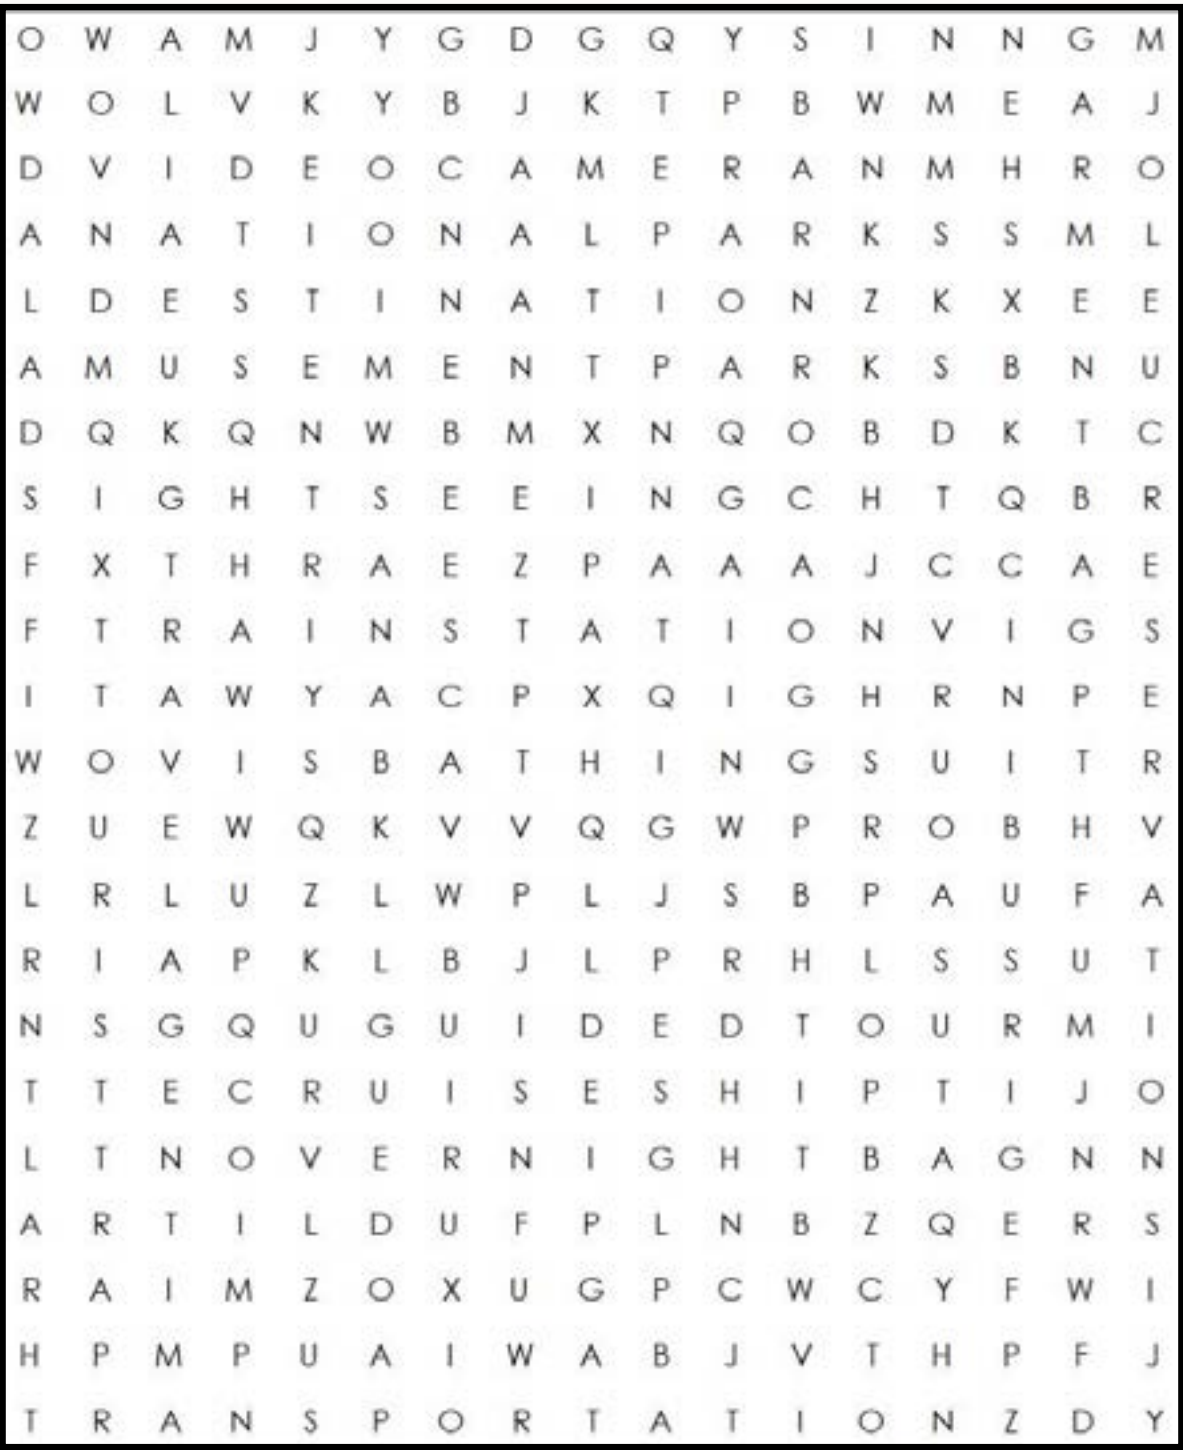 O W A M J Y G D G Q Y S I N N G M
W O L V K Y B J K T P B W M E A J
D V I D E O C A M E R A N M H R O
A N A T I O N A L P A R K S S M L
L D E S T I N A T I O N Z K X E E
A M U S E M E N T P A R K S B N U
D Q K Q N W B M X N Q O B D K T C
S I G H T S E E I N G C H T Q B R
F X T H R A E Z P A A A J C C A E
F T R A I N S T A T I O N V I G S
I T A W Y A C P X Q I G H R N P E
W O V I S B A T H I N G S U I T R
Z U E W Q K V V Q G W P R O B H V
L R L U Z L W P L J S B P A U F A
R I A P K L B J L P R H L S S U T
N S G Q U G U I D E D T O U R M I
T T E C R U I S E S H I P T I J O
L T N O V E R N I G H T B A G N N
A R T I L D U F P L N B Z Q E R S
R A I M Z O X U G P C W C Y F W I
H P M P U A I W A B J V T H P F J
T R A N S P O R T A T I O N Z D Y